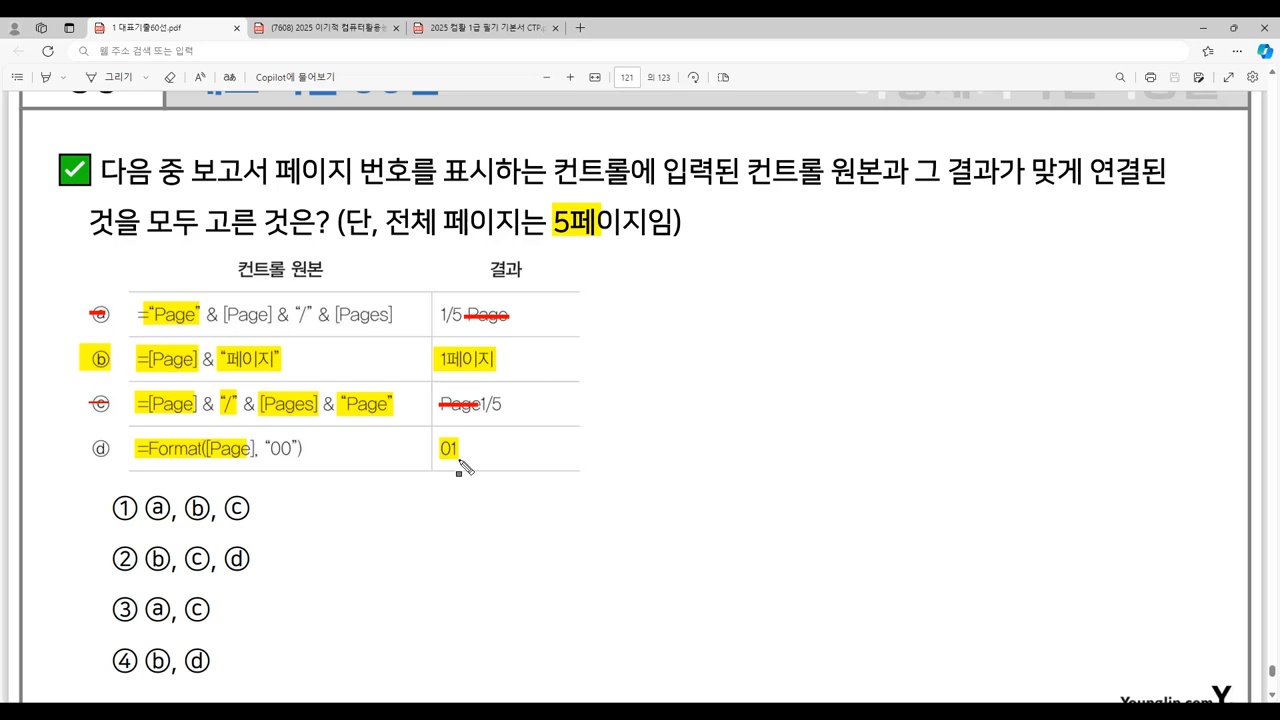 1 대표기출60선.pdf
(7608) 2025 이기적 컴퓨터활용능
2025 컴활 1급 필기 기본서 CTP.
웹 주소 검색 또는 입력
그리기
Copilot에 물어보기
121 의 123
다음 중 보고서 페이지 번호를 표시하는 컨트롤에 입력된 컨트롤 원본과 그 결과가 맞게 연결된
것을 모두 고른 것은? (단, 전체 페이지는 5페이지임)
컨트롤 원본 결과
ⓐ =“Page” & [Page] & “/” & [Pages] 1/5 Page
ⓑ =[Page] & “페이지” 1페이지
ⓒ =[Page] & “/” & [Pages] & “Page” Page1/5
ⓓ =Format([Page], “00”) 01
① ⓐ, ⓑ, ⓒ
② ⓑ, ⓒ, ⓓ
③ ⓐ, ⓒ
④ ⓑ, ⓓ
Younglin.com Y